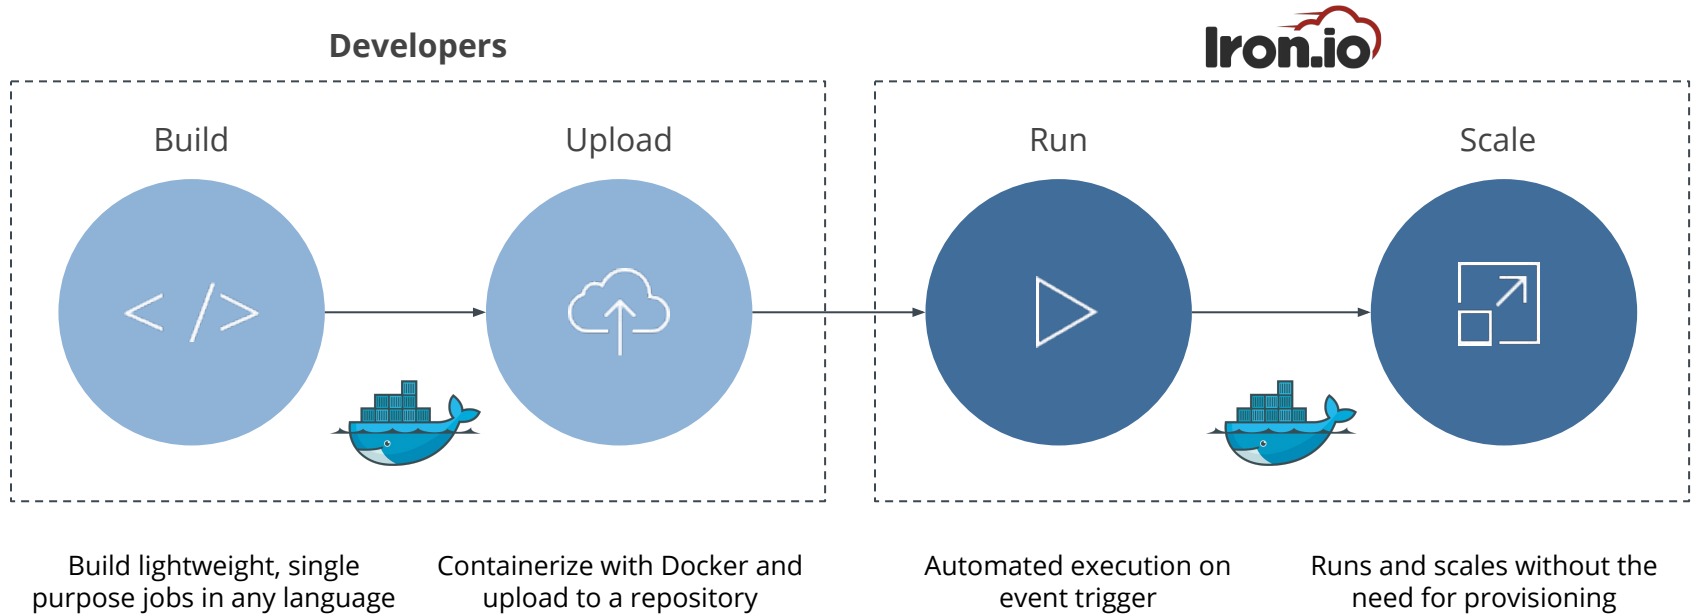 Developers
Iron.io
Build
Upload
Run
Scale
Build lightweight, single
purpose jobs in any language
Containerize with Docker and
upload to a repository
Automated execution on
event trigger
Runs and scales without the
need for provisioning